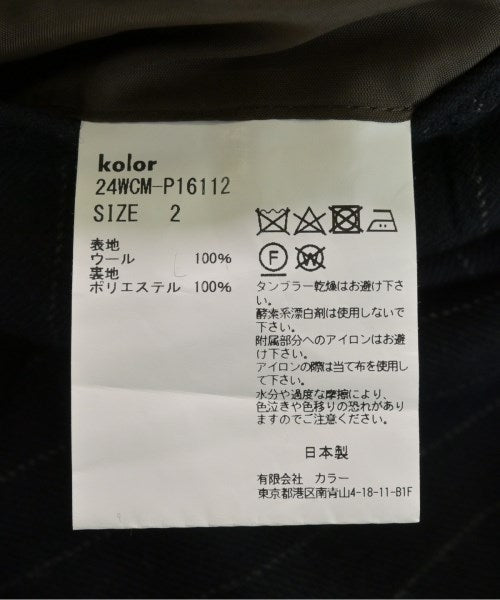 kolor
24WCM-P16112
SIZE 2
表地
ウール 100%
裏地
ポリエステル 100%
F
W
タンブラー乾燥はお避け下さ
い。
酵素系漂白剤は使用しないで
下さい。
附属部分へのアイロンはお避
け下さい。
アイロンの際は当て布を使用し
て下さい。
水分や過度な摩擦により、
色泣きや色移りの恐れがあり
ますのでご注意ください。
日本製
有限会社 カラー
東京都港区南青山4-18-11-B1F